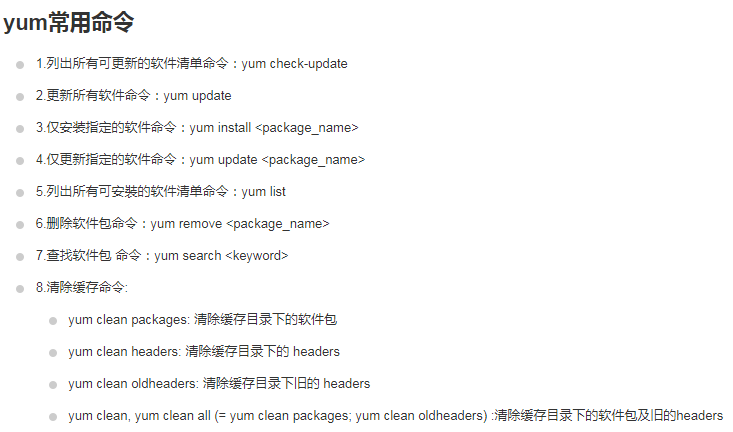 yum常用命令
1.列出所有可更新的软件清单命令：yum check-update
2.更新所有软件命令：yum update
3.仅安装指定的软件命令：yum install <package_name>
4.仅更新指定的软件命令：yum update <package_name>
5.列出所有可安裝的软件清单命令：yum list
6.删除软件包命令：yum remove <package_name>
7.查找软件包 命令：yum search <keyword>
8.清除缓存命令:
yum clean packages: 清除缓存目录下的软件包
yum clean headers: 清除缓存目录下的 headers
yum clean oldheaders: 清除缓存目录下旧的 headers
yum clean, yum clean all (= yum clean packages; yum clean oldheaders) :清除缓存目录下的软件包及旧的headers